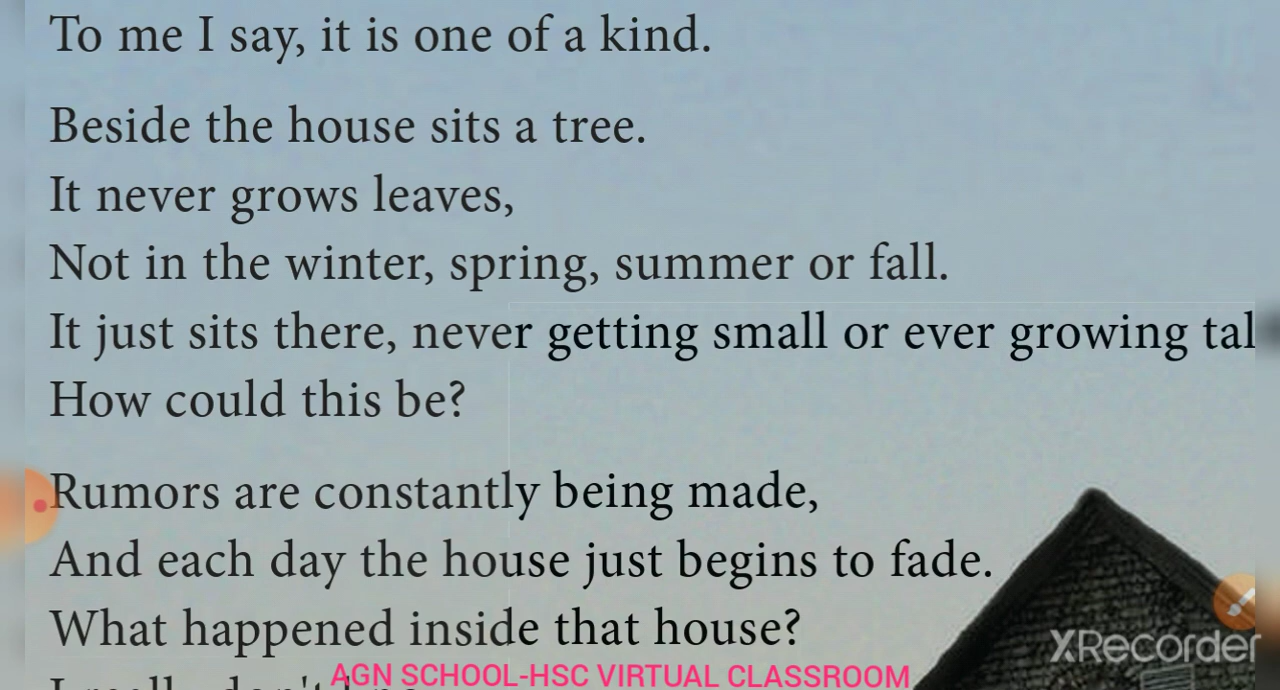 To me I say, it is one of a kind.
Beside the house sits a tree.
It never grows leaves,
Not in the winter, spring, summer or fall.
It just sits there, never getting small or ever growing tal
How could this be?
Rumors are constantly being made,
And each day the house just begins to fade.
What happened inside that house?
XRecorder
AGN SCHOOL-HSC VIRTUAL CLASSROOM
I really don't